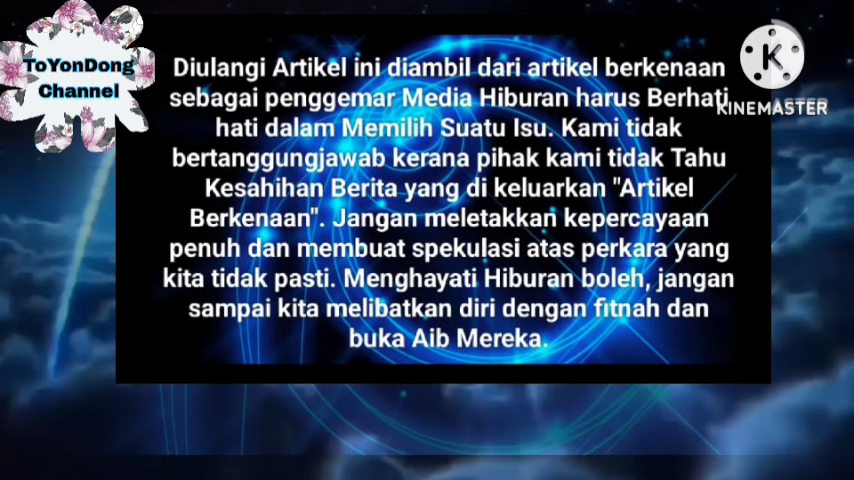 ToYonDong
Channel
KINEMASTER
Diulangi Artikel ini diambil dari artikel berkenaan
sebagai penggemar Media Hiburan harus Berhati
hati dalam Memilih Suatu Isu. Kami tidak
bertanggungjawab kerana pihak kami tidak Tahu
Kesahihan Berita yang di keluarkan "Artikel
Berkenaan". Jangan meletakkan kepercayaan
penuh dan membuat spekulasi atas perkara yang
kita tidak pasti. Menghayati Hiburan boleh, jangan
sampai kita melibatkan diri dengan fitnah dan
buka Aib Mereka.